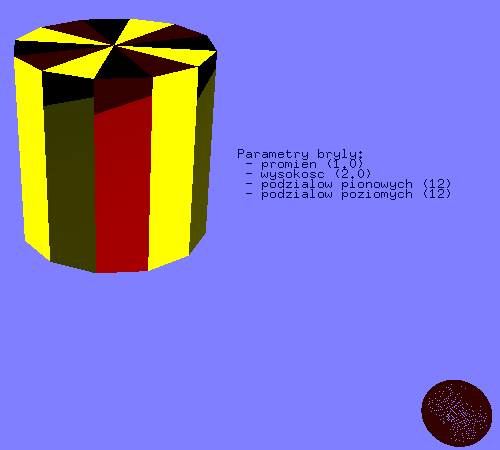 Parametry bryly:
- promien (1.0)
- wysokosc (2.0)
- podzialow pionowych (12)
- podzialow poziomych (12)